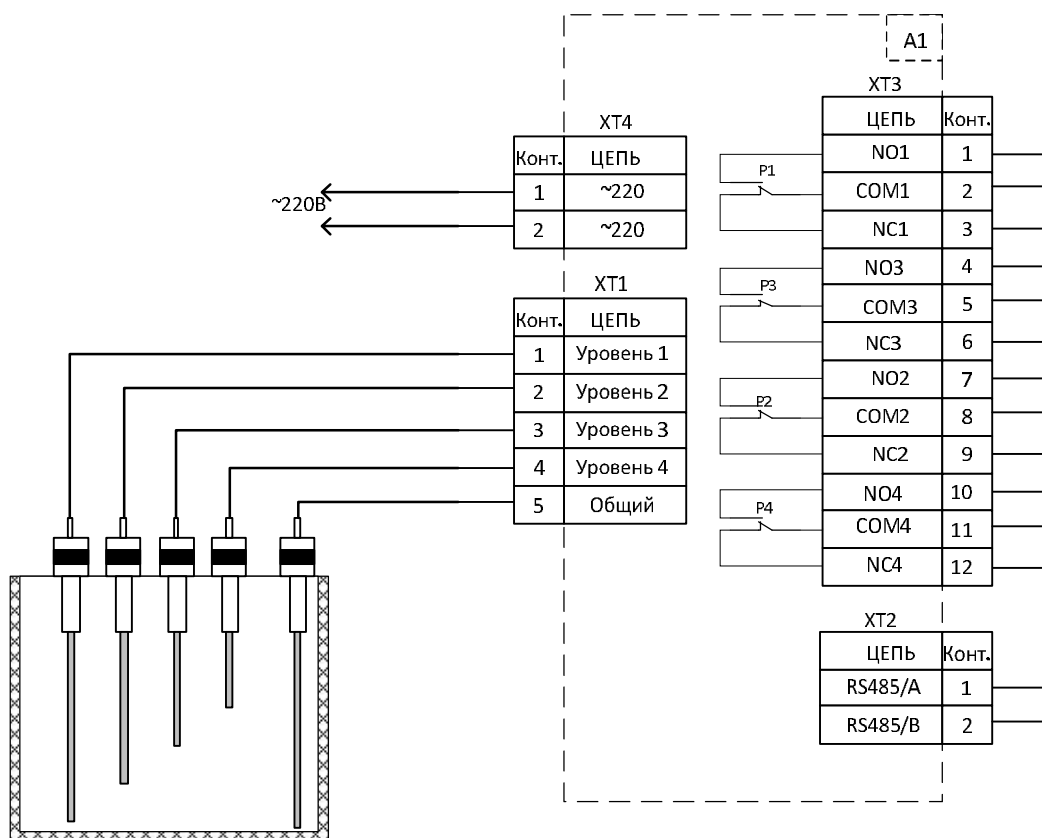 A1
XT4
Конт. ЦЕПЬ
1 ~220
2 ~220
~220В
XT1
Конт. ЦЕПЬ
1 Уровень 1
2 Уровень 2
3 Уровень 3
4 Уровень 4
5 Общий
XT3
ЦЕПЬ Конт.
NO1 1
P1
COM1 2
NC1 3
NO3 4
P3
COM3 5
NC3 6
NO2 7
P2
COM2 8
NC2 9
NO4 10
P4
COM4 11
NC4 12
XT2
ЦЕПЬ Конт.
RS485/A 1
RS485/B 2